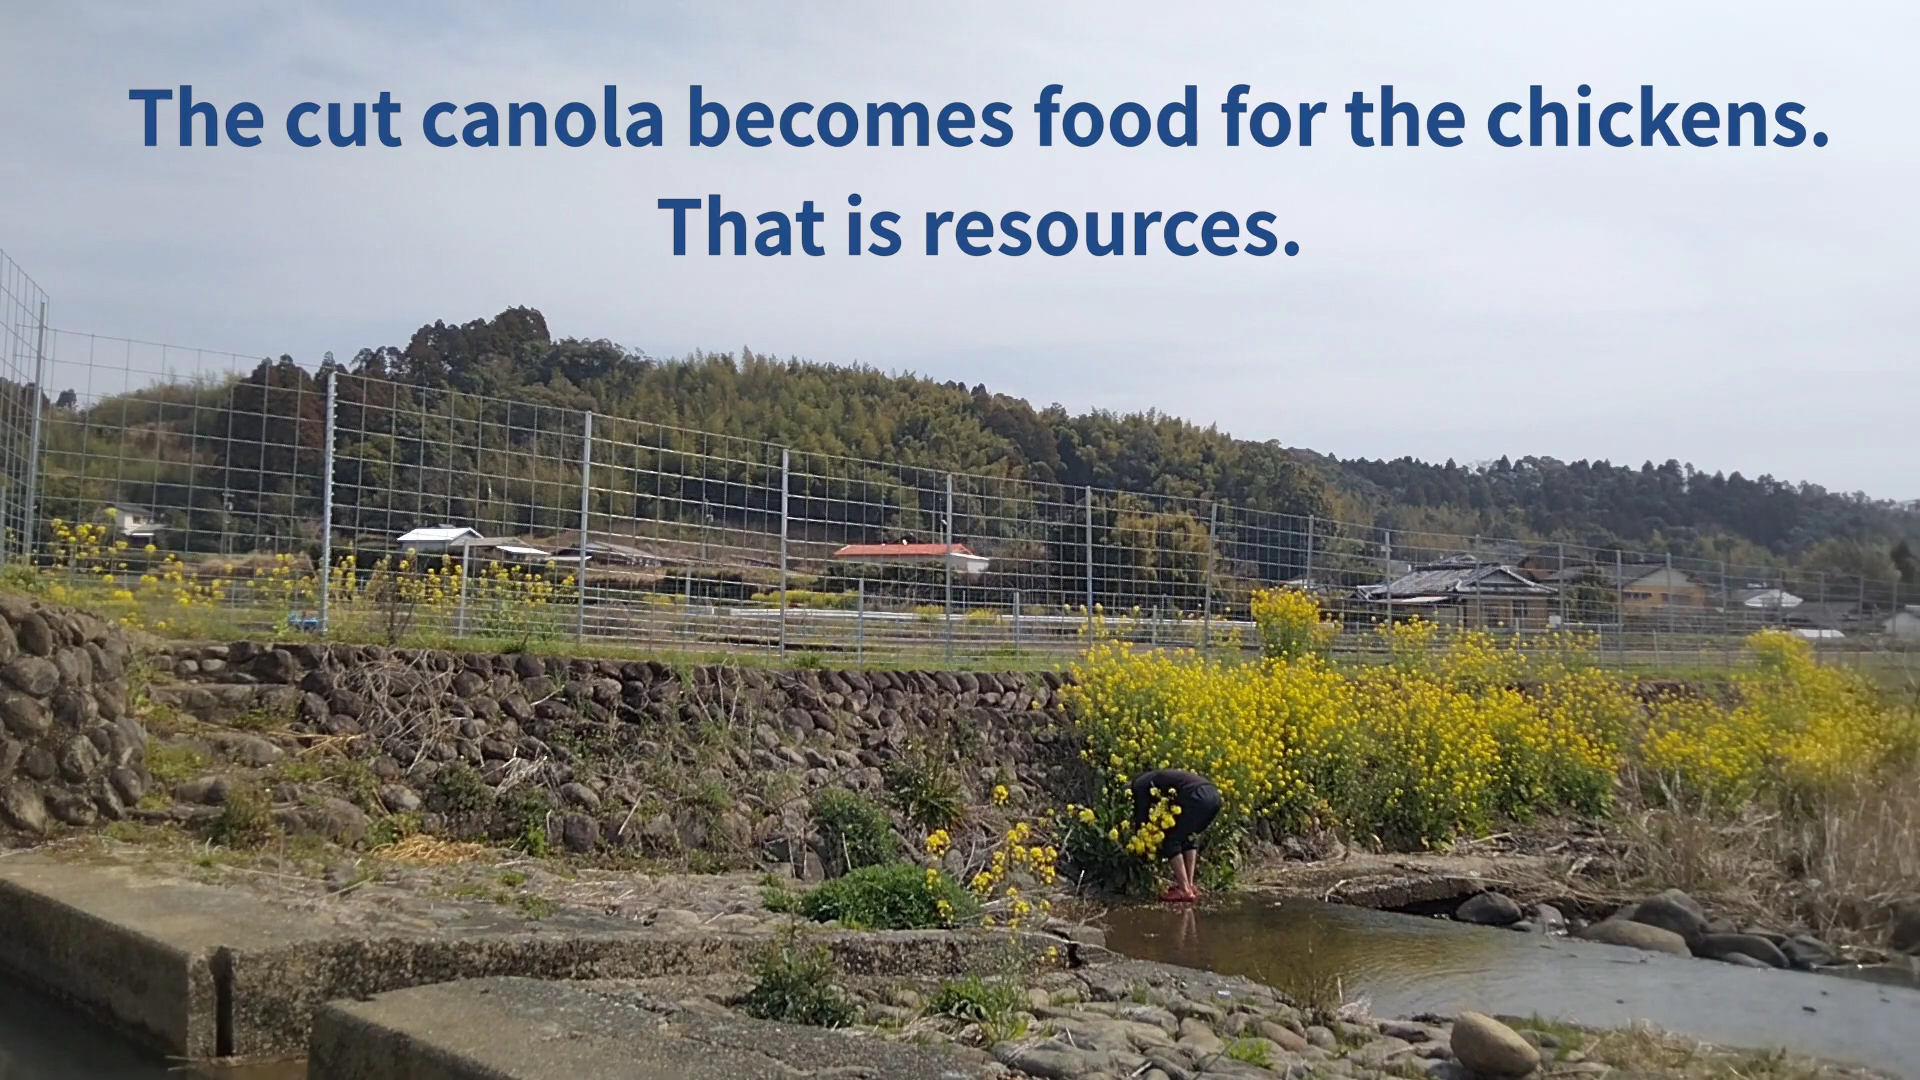 The cut canola becomes food for the chickens.
That is resources.